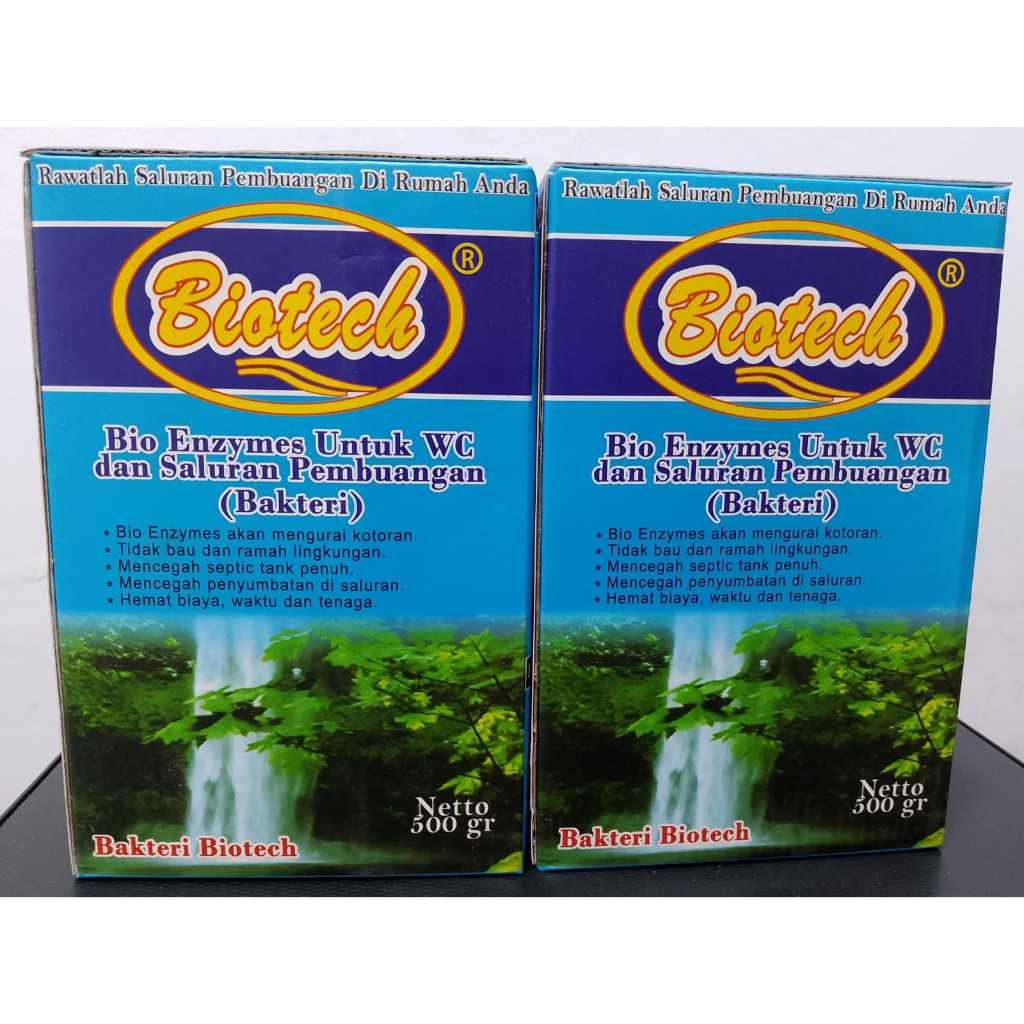 Rawatlah Saluran Pembuangan Di Rumah Anda
Biotech ®
Bio Enzymes Untuk WC
dan Saluran Pembuangan
(Bakteri)
* Bio Enzymes akan mengurai kotoran.
* Tidak bau dan ramah lingkungan.
* Mencegah septic tank penuh.
* Mencegah penyumbatan di saluran.
* Hemat biaya, waktu dan tenaga.
Netto
500 gr
Bakteri Biotech
Rawatlah Saluran Pembuangan Di Rumah Anda
Biotech ®
Bio Enzymes Untuk WC
dan Saluran Pembuangan
(Bakteri)
* Bio Enzymes akan mengurai kotoran.
* Tidak bau dan ramah lingkungan.
* Mencegah septic tank penuh.
* Mencegah penyumbatan di saluran.
* Hemat biaya, waktu dan tenaga.
Netto
500 gr
Bakteri Biotech